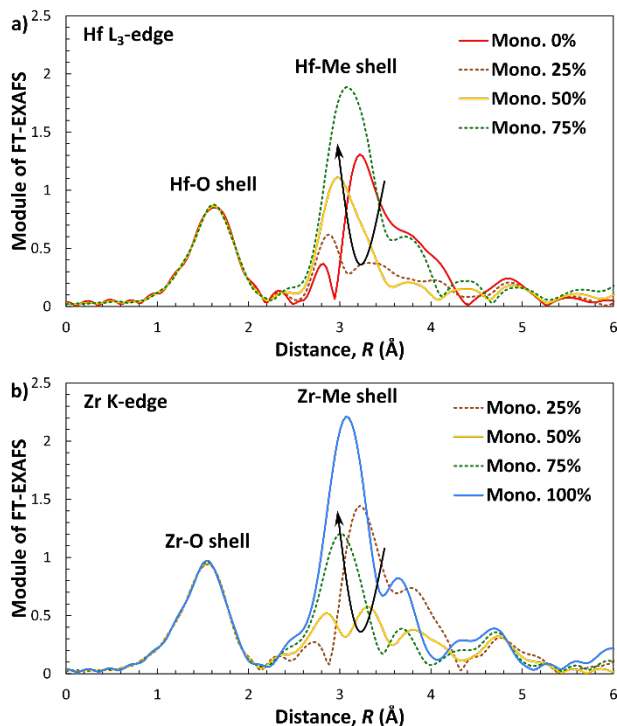 a)
Hf L₃-edge
Hf-Me shell
Hf-O shell
Mono. 0%
Mono. 25%
Mono. 50%
Mono. 75%
Module of FT-EXAFS
2.5
2
1.5
1
0.5
0
0 1 2 3 4 5 6
Distance, R (Å)
b)
Zr K-edge
Zr-Me shell
Zr-O shell
Mono. 25%
Mono. 50%
Mono. 75%
Mono. 100%
Module of FT-EXAFS
2.5
2
1.5
1
0.5
0
0 1 2 3 4 5 6
Distance, R (Å)